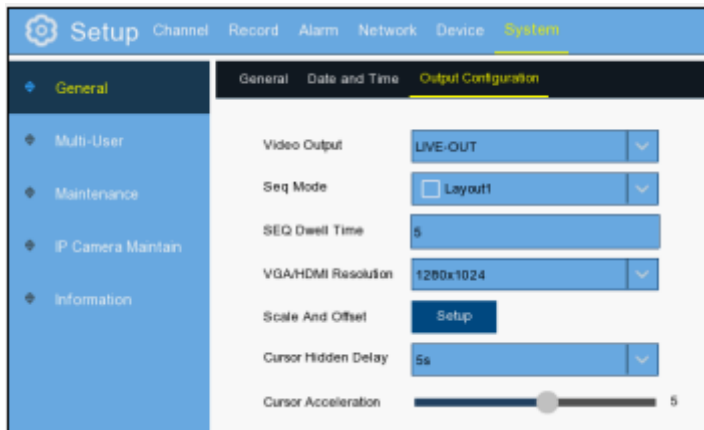 Setup Channel Record Alarm Network Device System
General
Multi-User
Maintenance
IP Camera Maintain
Information
General Date and Time Output Configuration
Video Output LIVE-OUT
Seq Mode Layout1
SEQ Dwell Time 5
VGA/HDMI Resolution 1280x1024
Scale And Offset Setup
Cursor Hidden Delay 5s
Cursor Acceleration 5